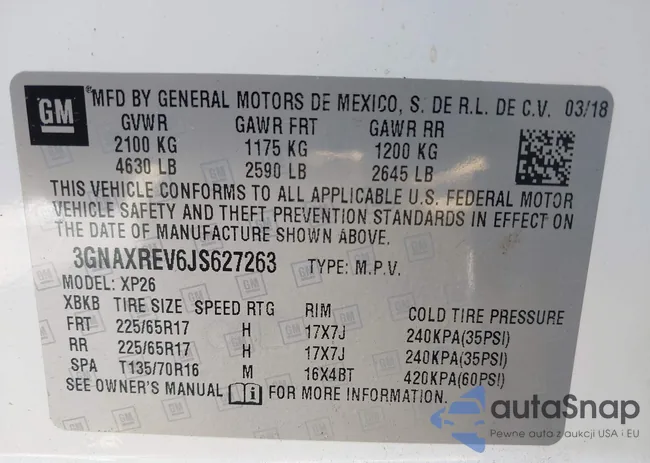 GM ® MFD BY GENERAL MOTORS DE MEXICO, S. DE R.L. DE C.V. 03/18
GVWR GAWR FRT GAWR RR
2100 KG 1175 KG 1200 KG
4630 LB 2590 LB 2645 LB
THIS VEHICLE CONFORMS TO ALL APPLICABLE U.S. FEDERAL MOTOR
VEHICLE SAFETY AND THEFT PREVENTION STANDARDS IN EFFECT ON
THE DATE OF MANUFACTURE SHOWN ABOVE.
3GNAXREV6JS627263 TYPE: M.P.V.
MODEL: XP26
XBKB TIRE SIZE SPEED RTG RIM COLD TIRE PRESSURE
FRT 225/65R17 H 17X7J 240KPA(35PSI)
RR 225/65R17 H 17X7J 240KPA(35PSI)
SPA T135/70R16 M 16X4BT 420KPA(60PSI)
SEE OWNER'S MANUAL FOR MORE INFORMATION.
autaSnap
Pewne auta z aukcji USA i EU